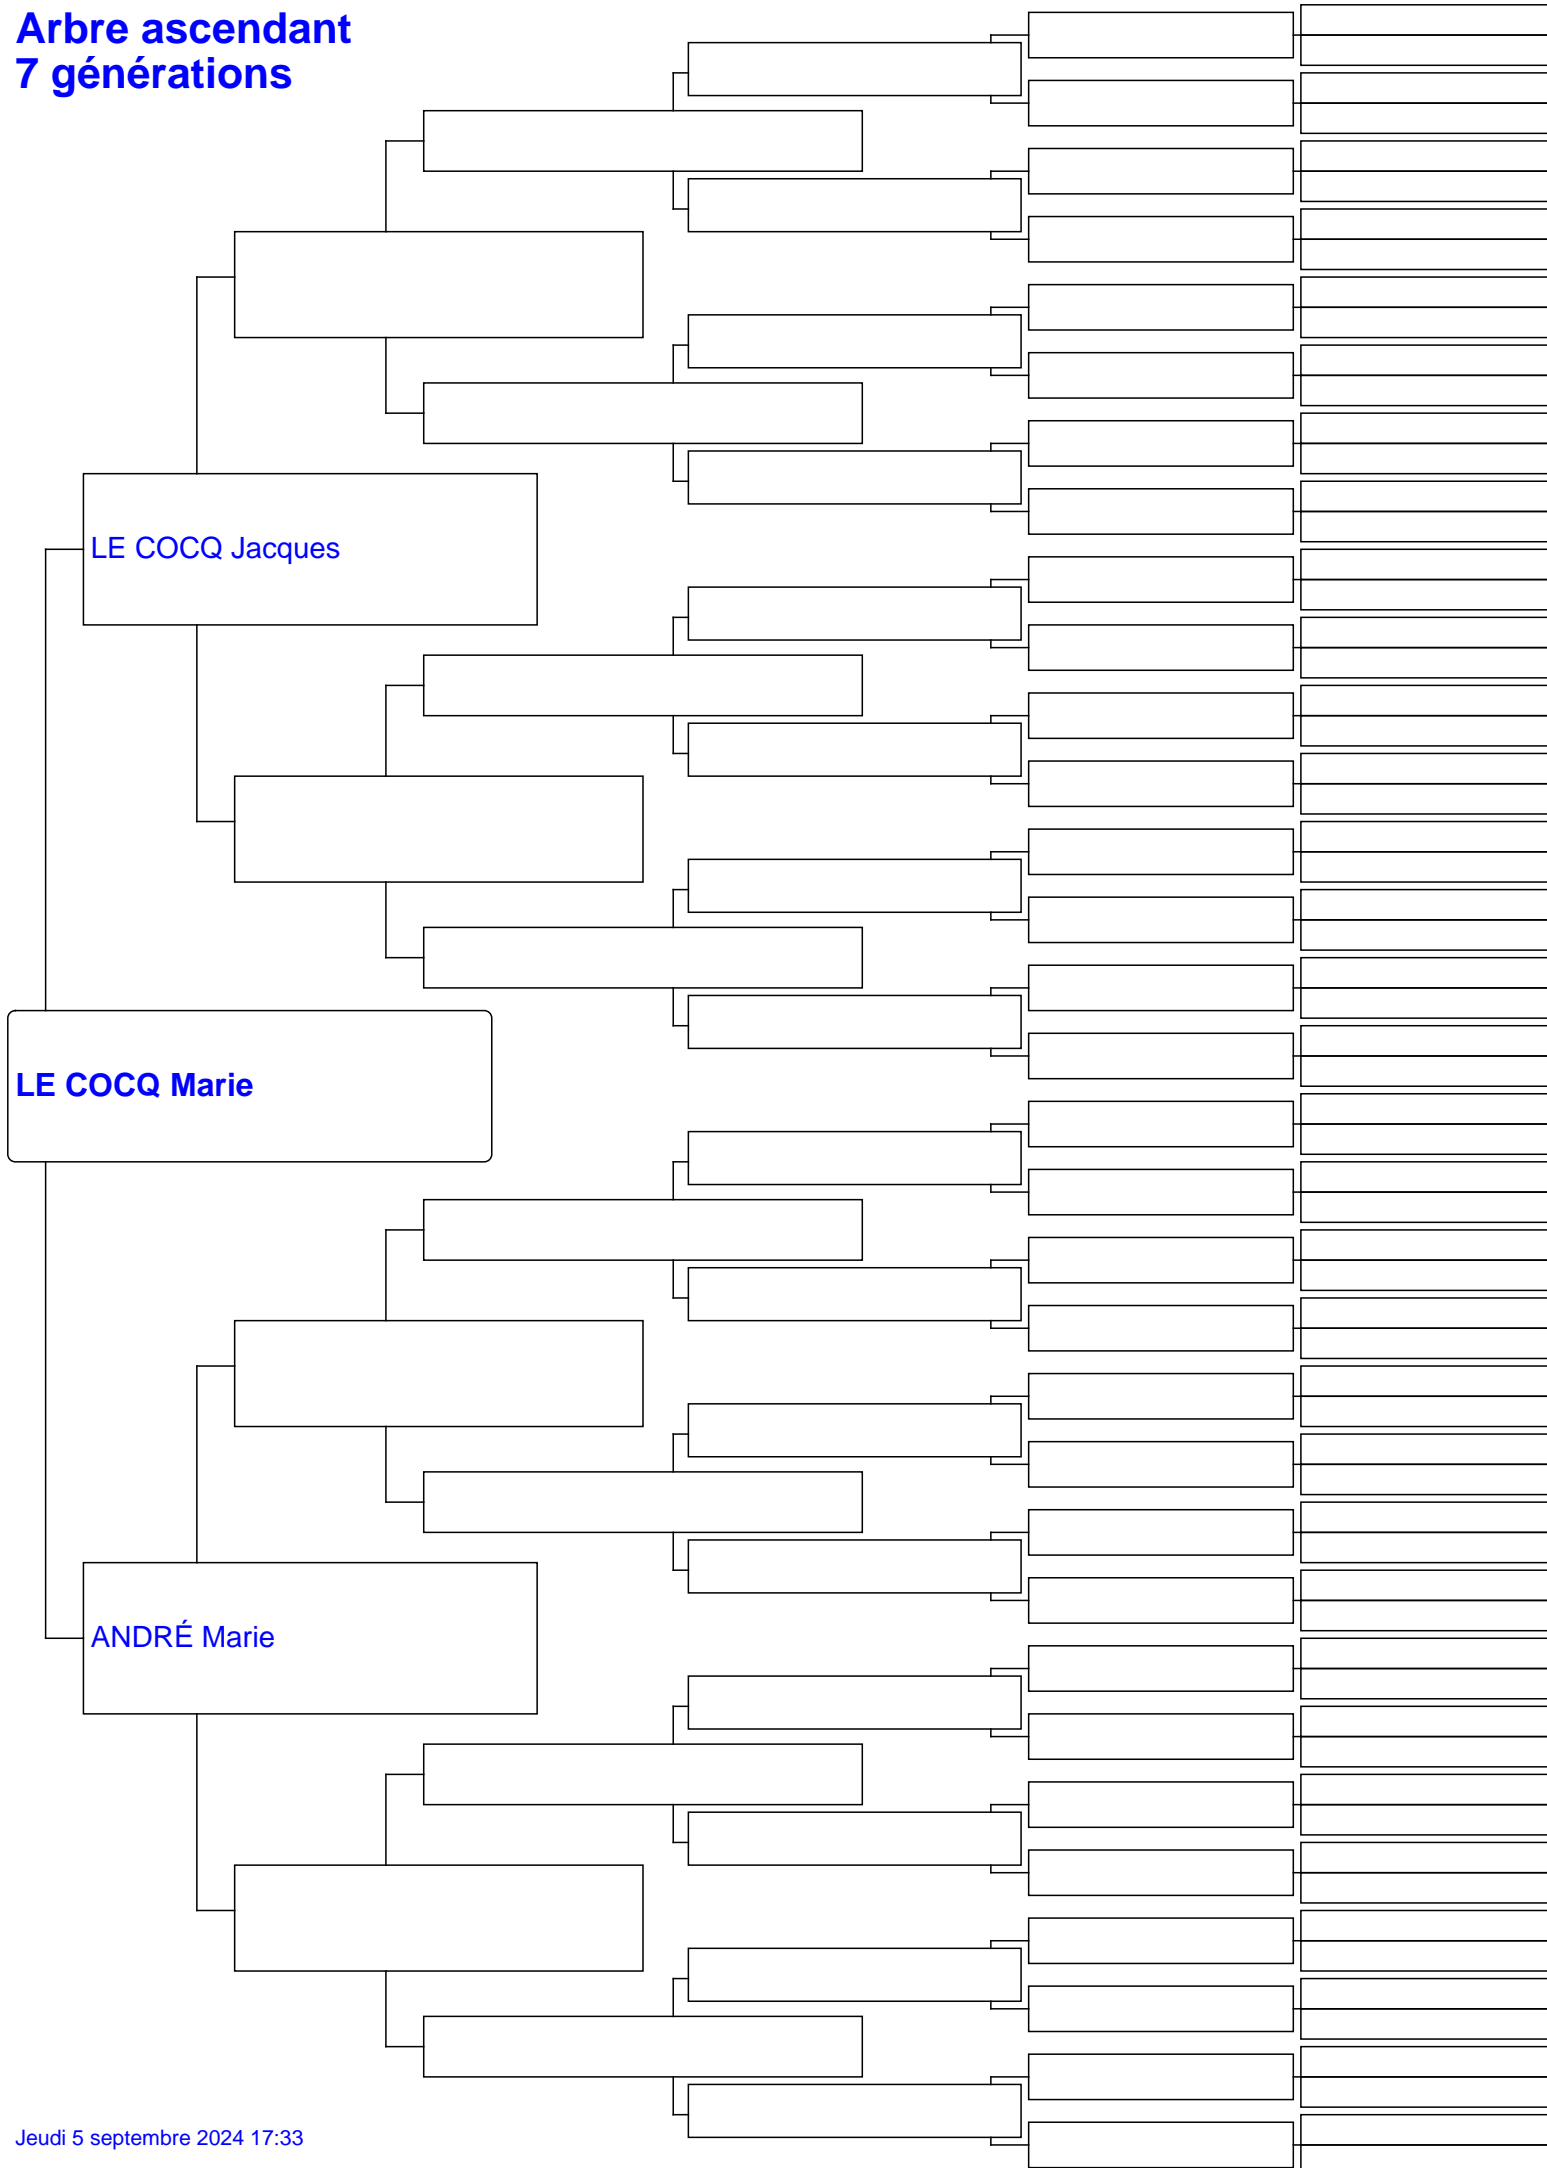 Arbre ascendant
7 générations
LE COCQ Jacques
LE COCQ Marie
ANDRÉ Marie
Jeudi 5 septembre 2024 17:33